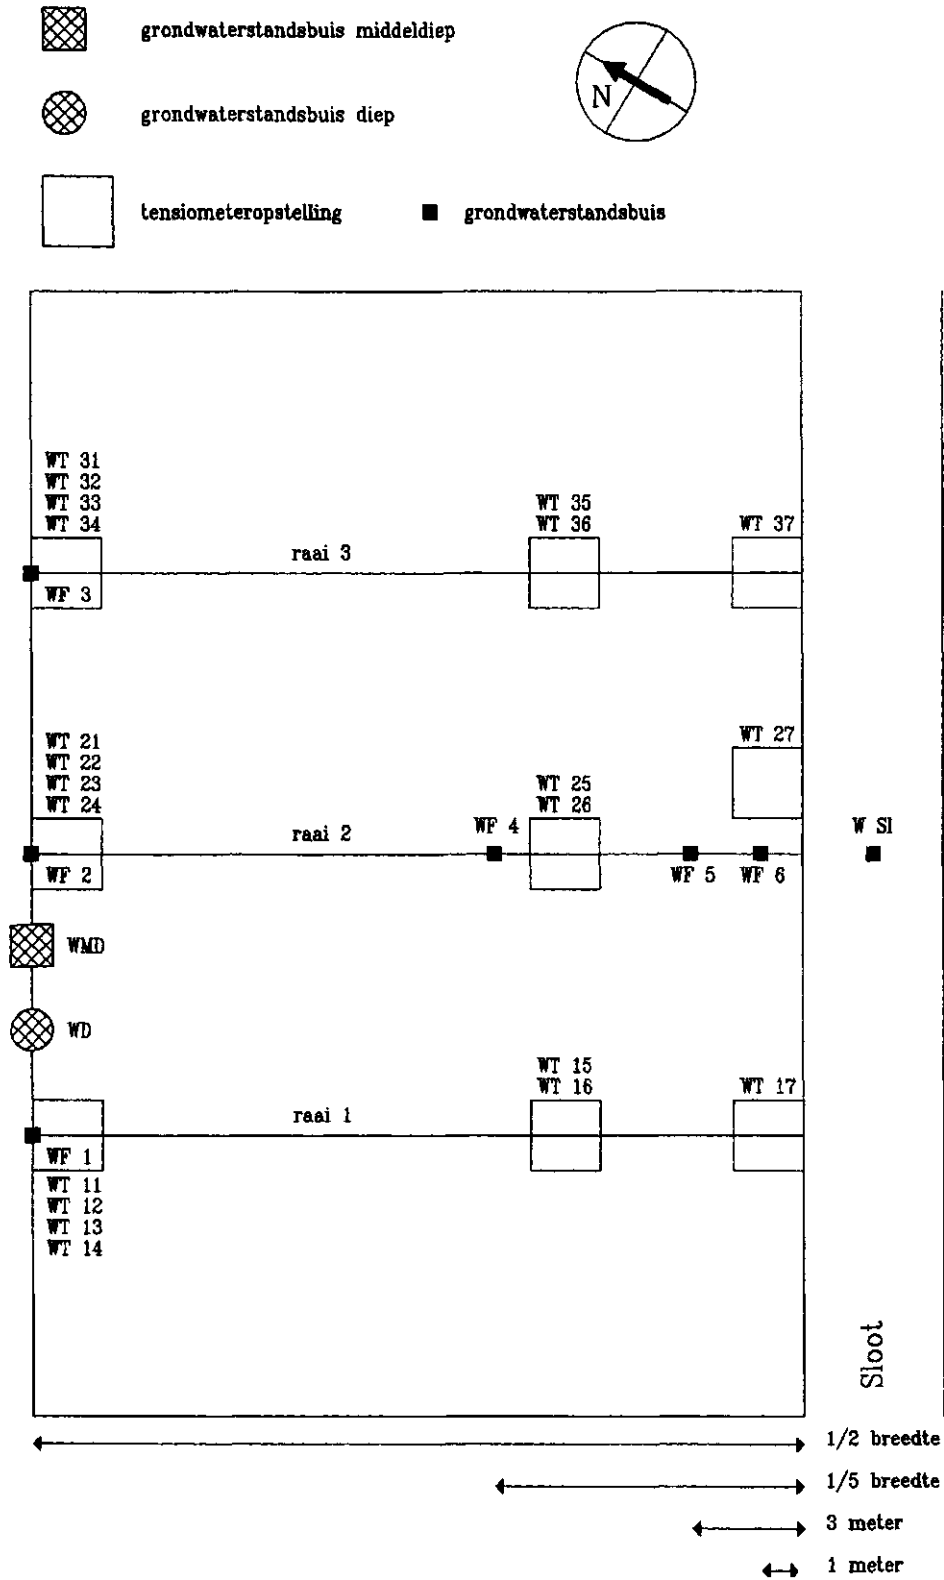 grondwaterstandsbuis middeldiep
N
grondwaterstandsbuis diep
tensiometeropstelling
grondwaterstandsbuis
WT 31
WT 32
WT 33
WT 34
WT 35
WT 36
WT 37
raai 3
WF 3
WT 21
WT 22
WT 23
WT 24
WT 25
WT 26
WT 27
raai 2
WF 4
W Sl
WF 2
WF 5
WF 6
WMD
WD
WT 15
WT 16
WT 17
raai 1
WF 1
WT 11
WT 12
WT 13
WT 14
Sloot
1/2 breedte
1/5 breedte
3 meter
1 meter